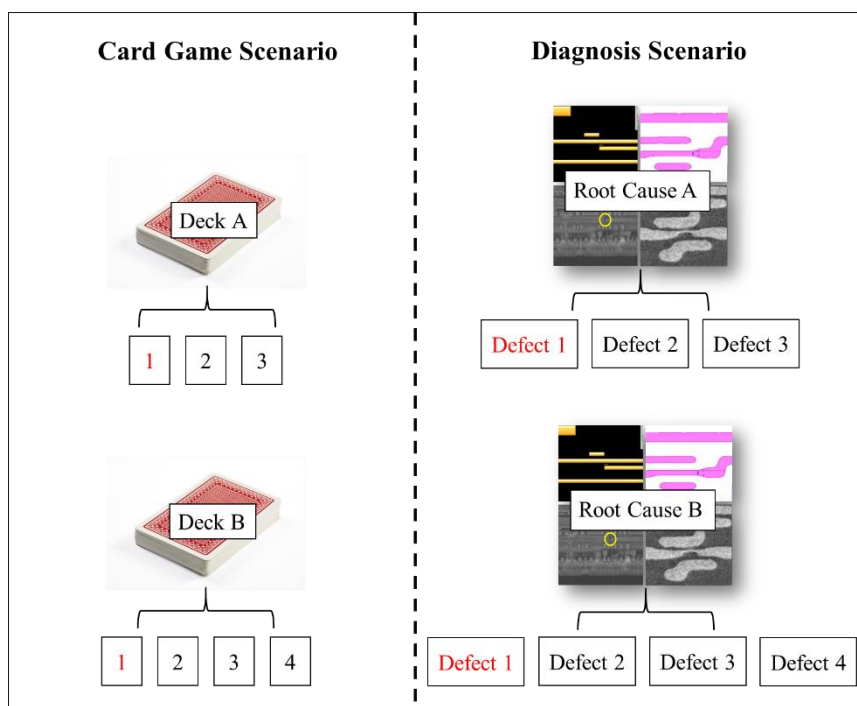 Card Game Scenario
Diagnosis Scenario
Deck A
1 2 3
Root Cause A
Defect 1 Defect 2 Defect 3
Deck B
1 2 3 4
Root Cause B
Defect 1 Defect 2 Defect 3 Defect 4